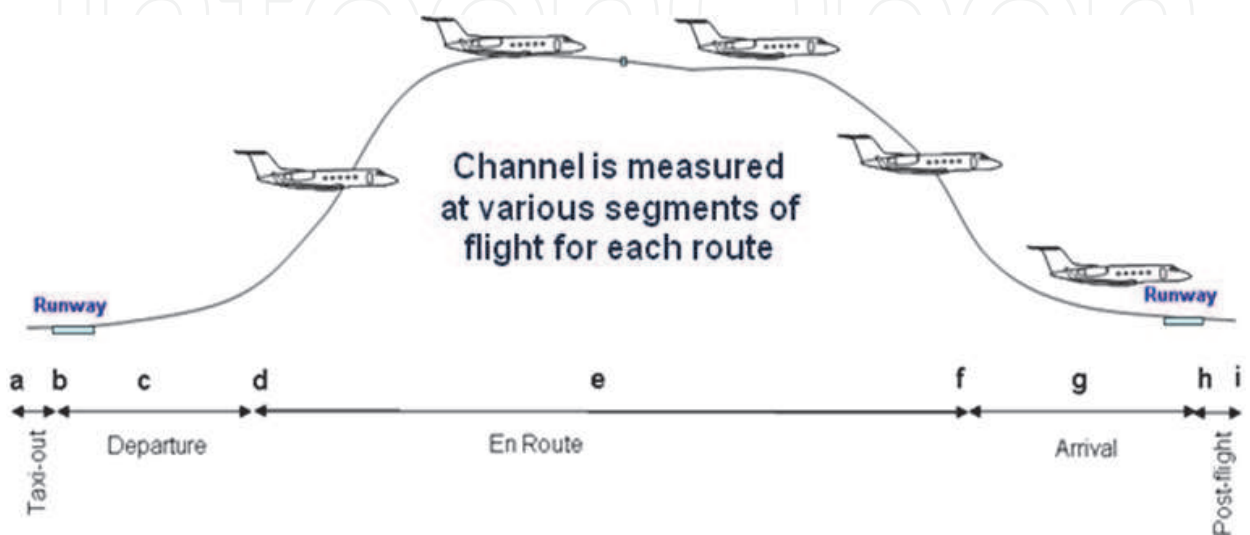 Channel is measured
at various segments of
flight for each route
Runway
Runway
a b c d e f g h i
Taxi-out
Departure
En Route
Arrival
Post-flight